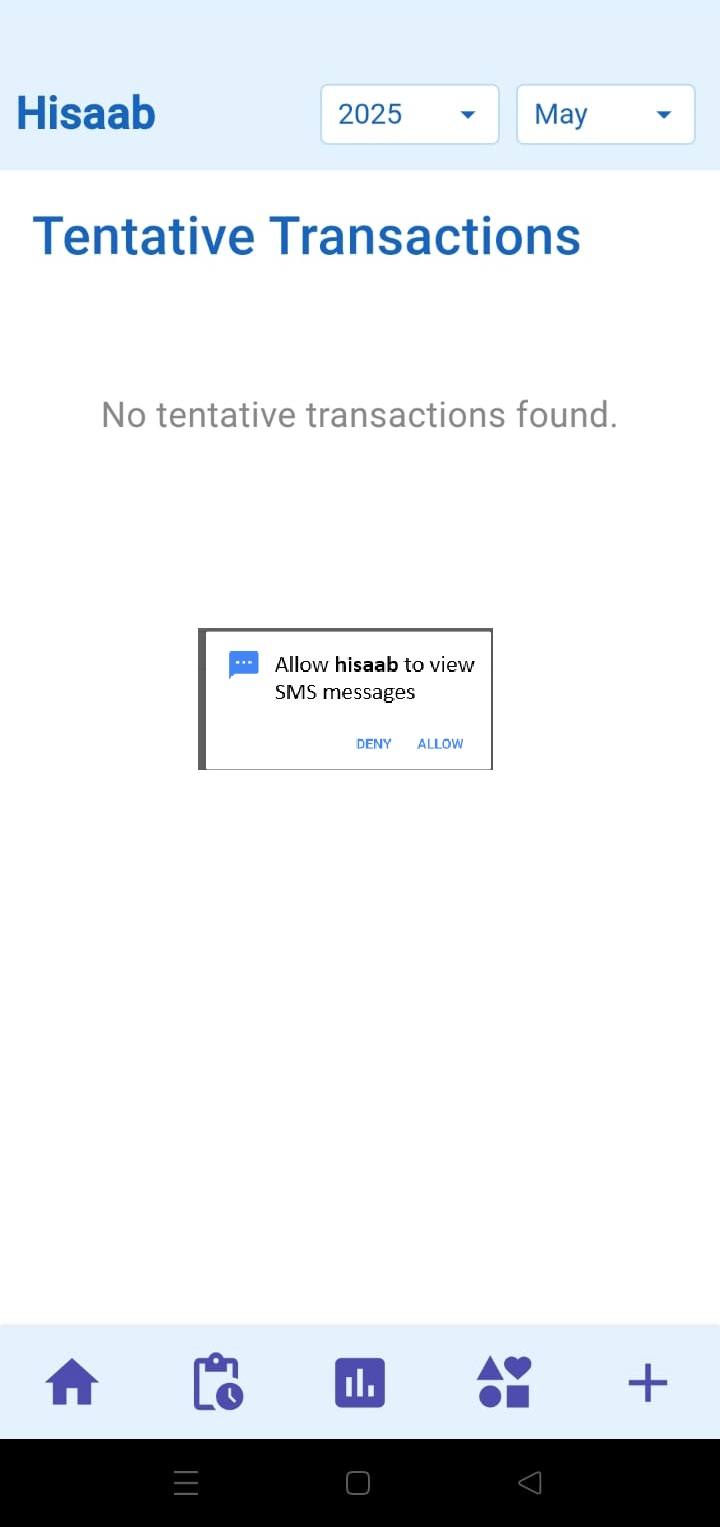 Hisaab
2025
May
Tentative Transactions
No tentative transactions found.
Allow hisaab to view
SMS messages
DENY ALLOW